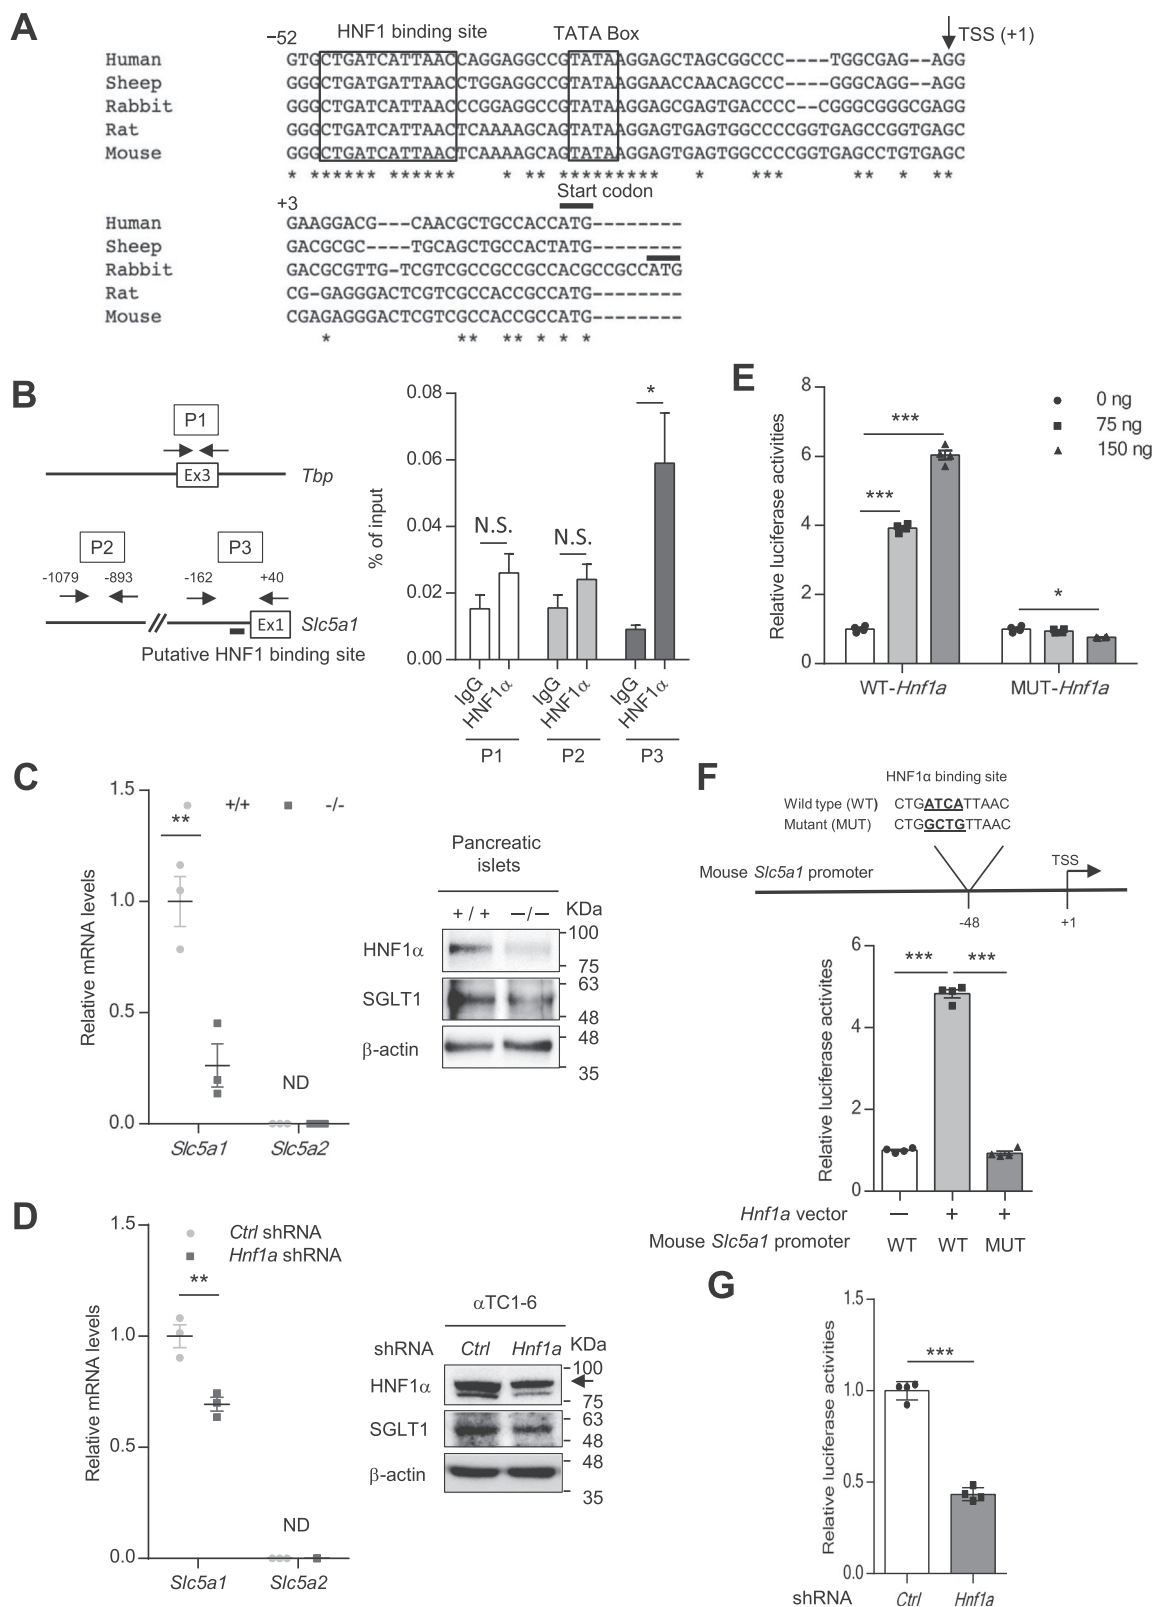 A
−52
HNF1 binding site
TATA Box
TSS (+1)
Human GTGCTGATCATTAACCAGGAGGCCGTATAAGGAGCTAGCGGCCC----TGGCGAG--AGG
Sheep GGGCTGATGATTAACCTGGAGGCCGTATAAGGAACCAACAGCCC----GGGCAGG--AGG
Rabbit GGGCTGATCATTAACCCGGAGGCCGTATAAGGAGCGAGTGACCCC--CGGGCGGGCGAGG
Rat GGGCTGATCATTAACTCAAAAGCAGTATAAGGAGTGAGTGGCCCCGGTGAGCCGGTGAGC
Mouse GGGCTGATCATTAACTCAAAAGCAGTATAAGGAGTGAGTGGCCCCGGTGAGCCTGTGAGC
* ****** ****** * ** ********* * *** ** * **
+3
Start codon
Human GAAGGACG---CAACGCTGCCACCATG--------
Sheep GACGCGC----TGCAGCTGCCACTATG--------
Rabbit GACGCGTTG-TCGTCGCCGCCGCCACGCCGCCATG
Rat CG-GAGGGACTCGTCGCCACCGCCATG--------
Mouse CGAGAGGGACTCGTCGCCACCGCCATG--------
* ** ** * * *
B
P1
Ex3
Tbp
P2
P3
-1079
-893
-162
+40
Ex1
Slc5a1
Putative HNF1 binding site
% of input
0.08
0.06
0.04
0.02
0.00
N.S.
N.S.
*
IgG
HNF1α
IgG
HNF1α
IgG
HNF1α
P1
P2
P3
E
Relative luciferase activities
8
6
4
2
0
0 ng
75 ng
150 ng
***
***
*
WT-Hnf1a
MUT-Hnf1a
C
Relative mRNA levels
1.5
1.0
0.5
0.0
+/+
-/-
**
ND
Slc5a1
Slc5a2
Pancreatic
islets
+ / +
−/−
KDa
HNF1α
100
75
SGLT1
63
48
β-actin
48
35
F
HNF1α binding site
Wild type (WT) CTGATCATTAAC
Mutant (MUT) CTGGCTGTTAAC
Mouse Slc5a1 promoter
TSS
-48
+1
Relative luciferase activites
6
4
2
0
***
***
Hnf1a vector − + +
Mouse Slc5a1 promoter WT WT MUT
D
Relative mRNA levels
1.5
1.0
0.5
0.0
Ctrl shRNA
Hnf1a shRNA
**
ND
Slc5a1
Slc5a2
αTC1-6
shRNA Ctrl Hnf1a KDa
HNF1α
100
75
SGLT1
63
48
β-actin
48
35
G
Relative luciferase activities
1.5
1.0
0.5
0.0
***
shRNA Ctrl Hnf1a